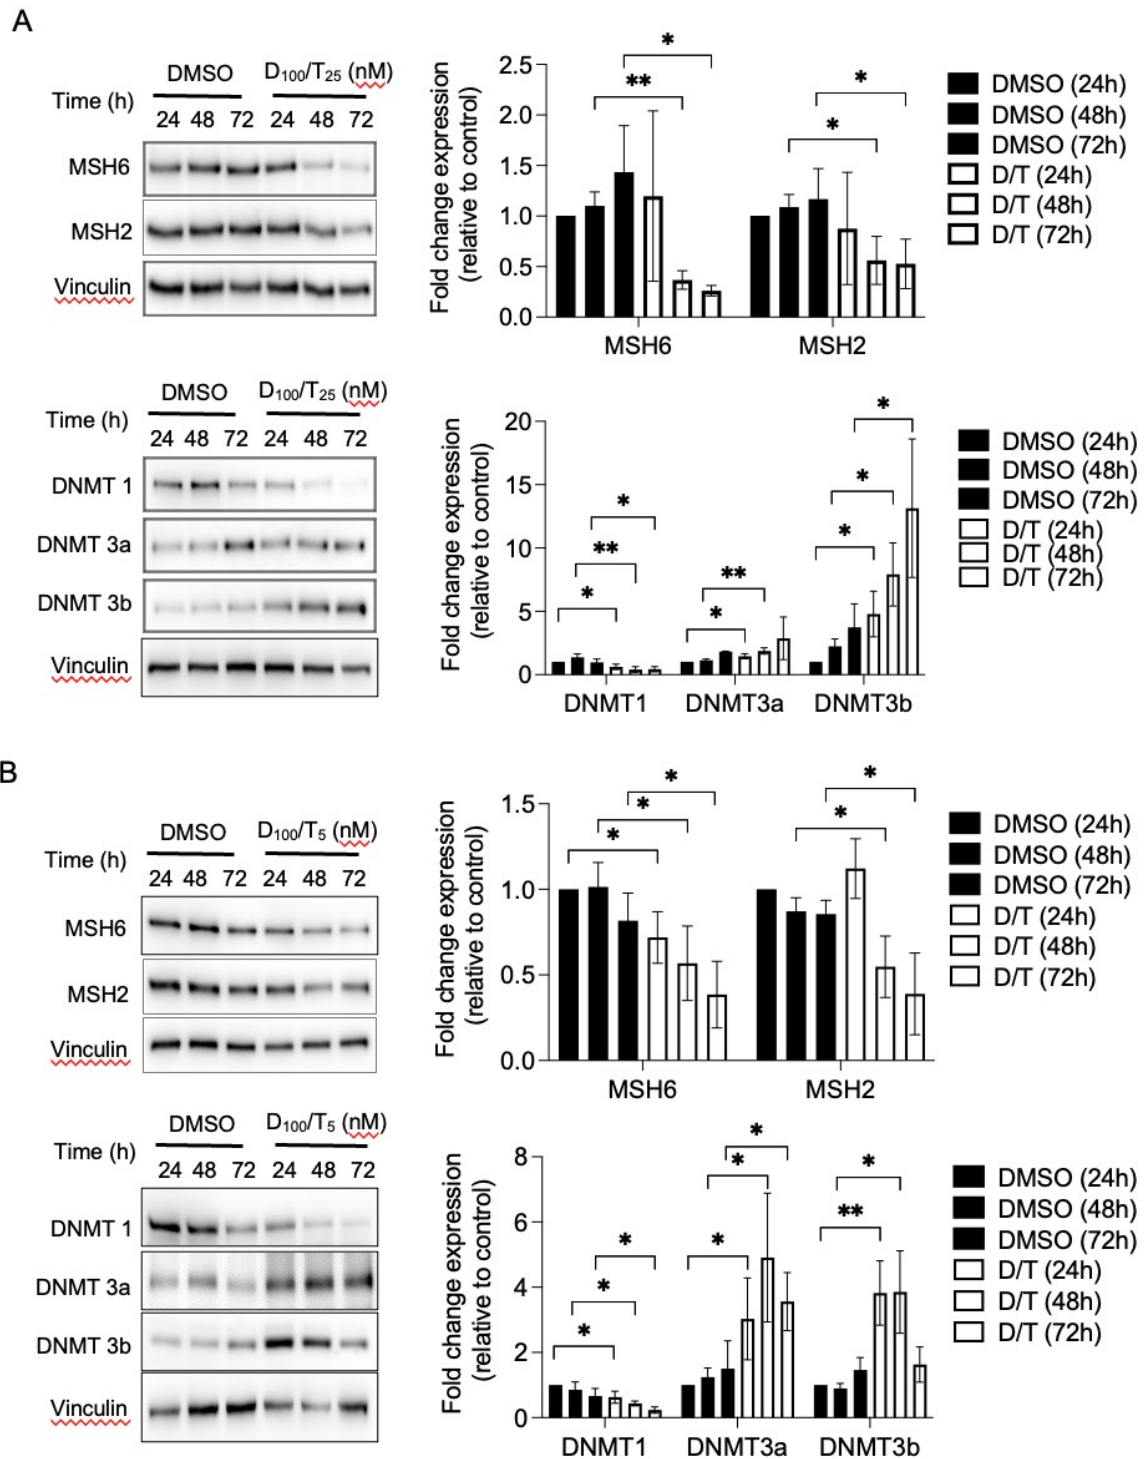 A
DMSO D₁₀₀/T₂₅ (nM)
Time (h)
24 48 72 24 48 72
MSH6
MSH2
Vinculin
Fold change expression
(relative to control)
2.5
2.0
1.5
1.0
0.5
0.0
*
**
*
*
MSH6 MSH2
DMSO (24h)
DMSO (48h)
DMSO (72h)
D/T (24h)
D/T (48h)
D/T (72h)
DMSO D₁₀₀/T₂₅ (nM)
Time (h)
24 48 72 24 48 72
DNMT 1
DNMT 3a
DNMT 3b
Vinculin
Fold change expression
(relative to control)
20
15
10
5
0
*
**
*
**
*
*
*
*
DNMT1 DNMT3a DNMT3b
DMSO (24h)
DMSO (48h)
DMSO (72h)
D/T (24h)
D/T (48h)
D/T (72h)
B
DMSO D₁₀₀/T₅ (nM)
Time (h)
24 48 72 24 48 72
MSH6
MSH2
Vinculin
Fold change expression
(relative to control)
1.5
1.0
0.5
0.0
*
*
*
*
*
MSH6 MSH2
DMSO (24h)
DMSO (48h)
DMSO (72h)
D/T (24h)
D/T (48h)
D/T (72h)
DMSO D₁₀₀/T₅ (nM)
Time (h)
24 48 72 24 48 72
DNMT 1
DNMT 3a
DNMT 3b
Vinculin
Fold change expression
(relative to control)
8
6
4
2
0
*
*
*
*
*
*
*
**
DNMT1 DNMT3a DNMT3b
DMSO (24h)
DMSO (48h)
DMSO (72h)
D/T (24h)
D/T (48h)
D/T (72h)